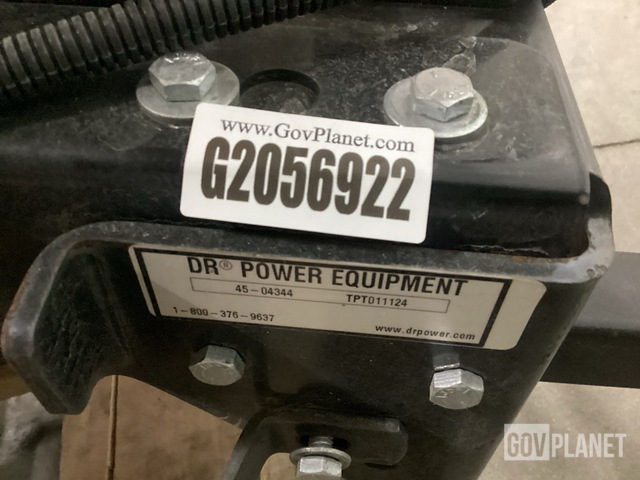 www.GovPlanet.com
G2056922
DR® POWER EQUIPMENT
45-04344 TPT011124
1-800-376-9637
www.drpower.com
GOVPLANET